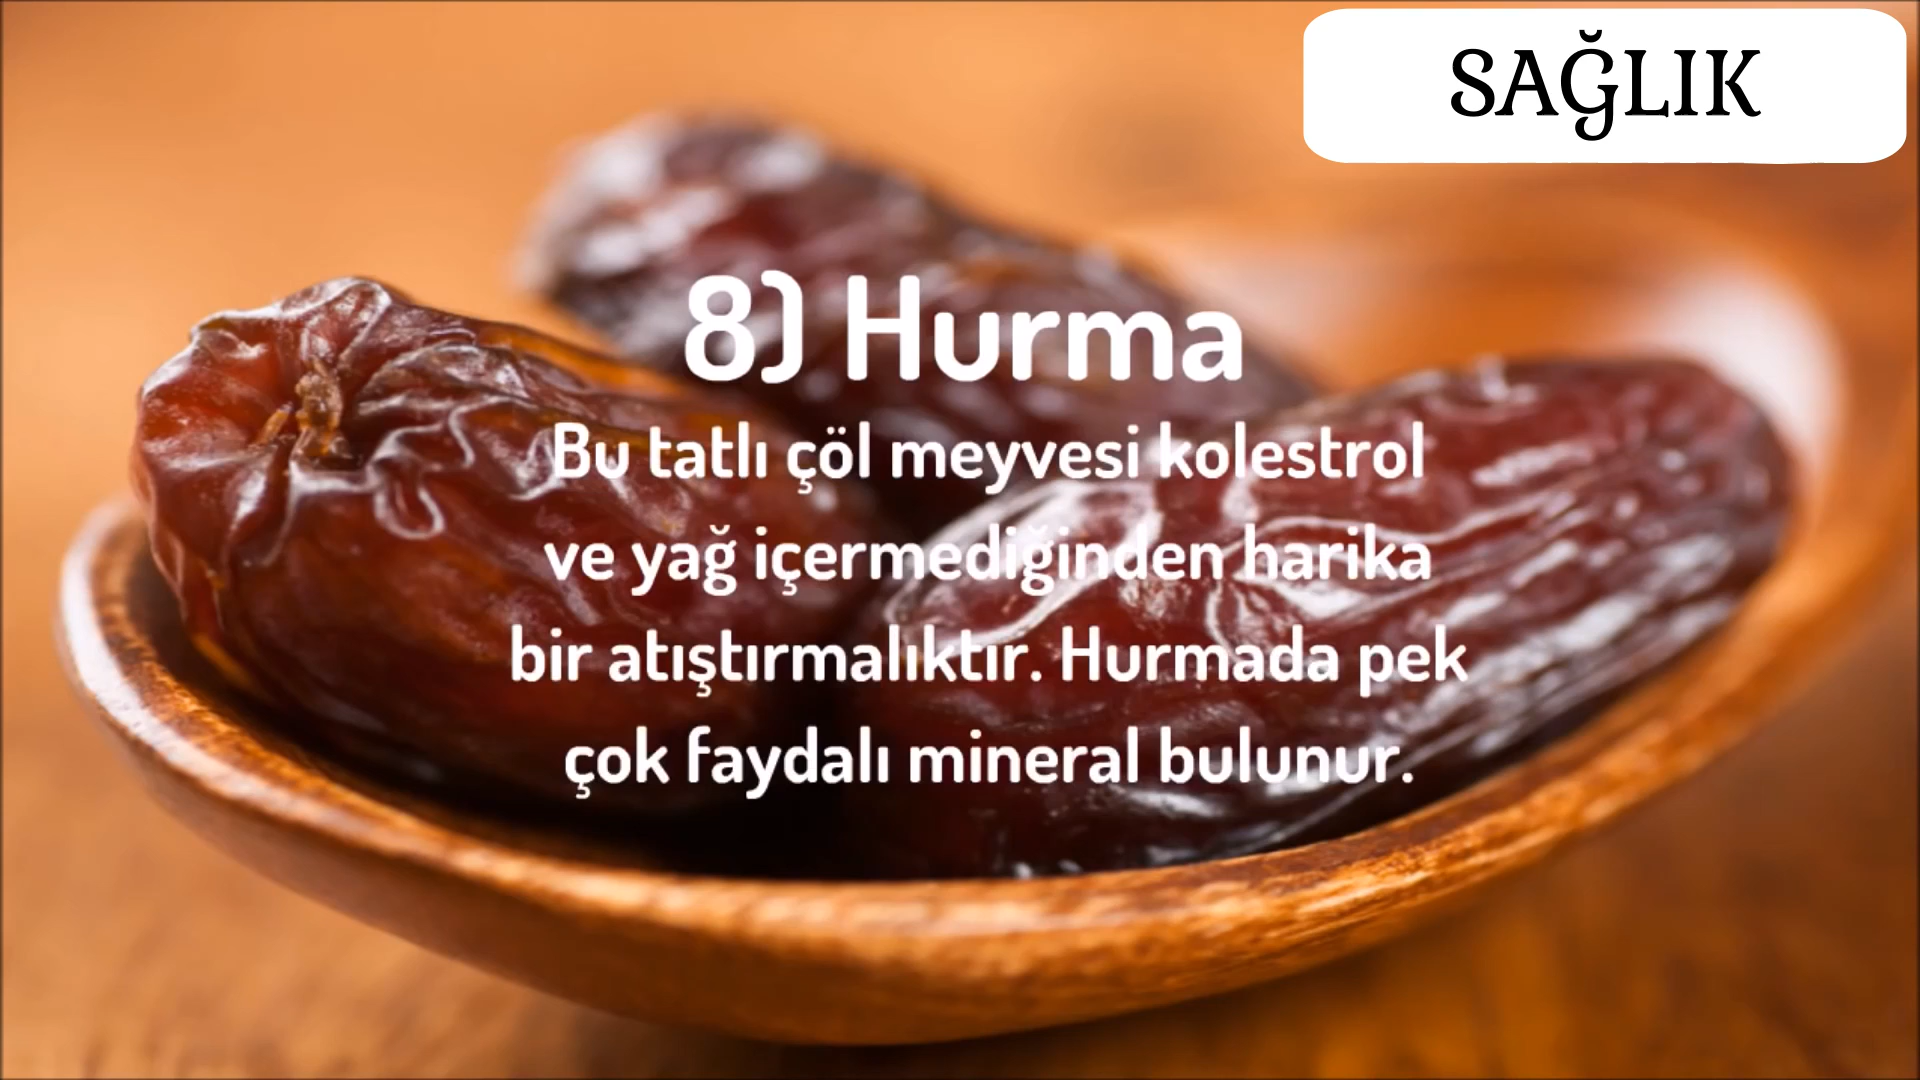 SAĞLIK
8) Hurma
Bu tatlı çöl meyvesi kolestrol
ve yağ içermediğinden harika
bir atıştırmalıktır. Hurmada pek
çok faydalı mineral bulunur.